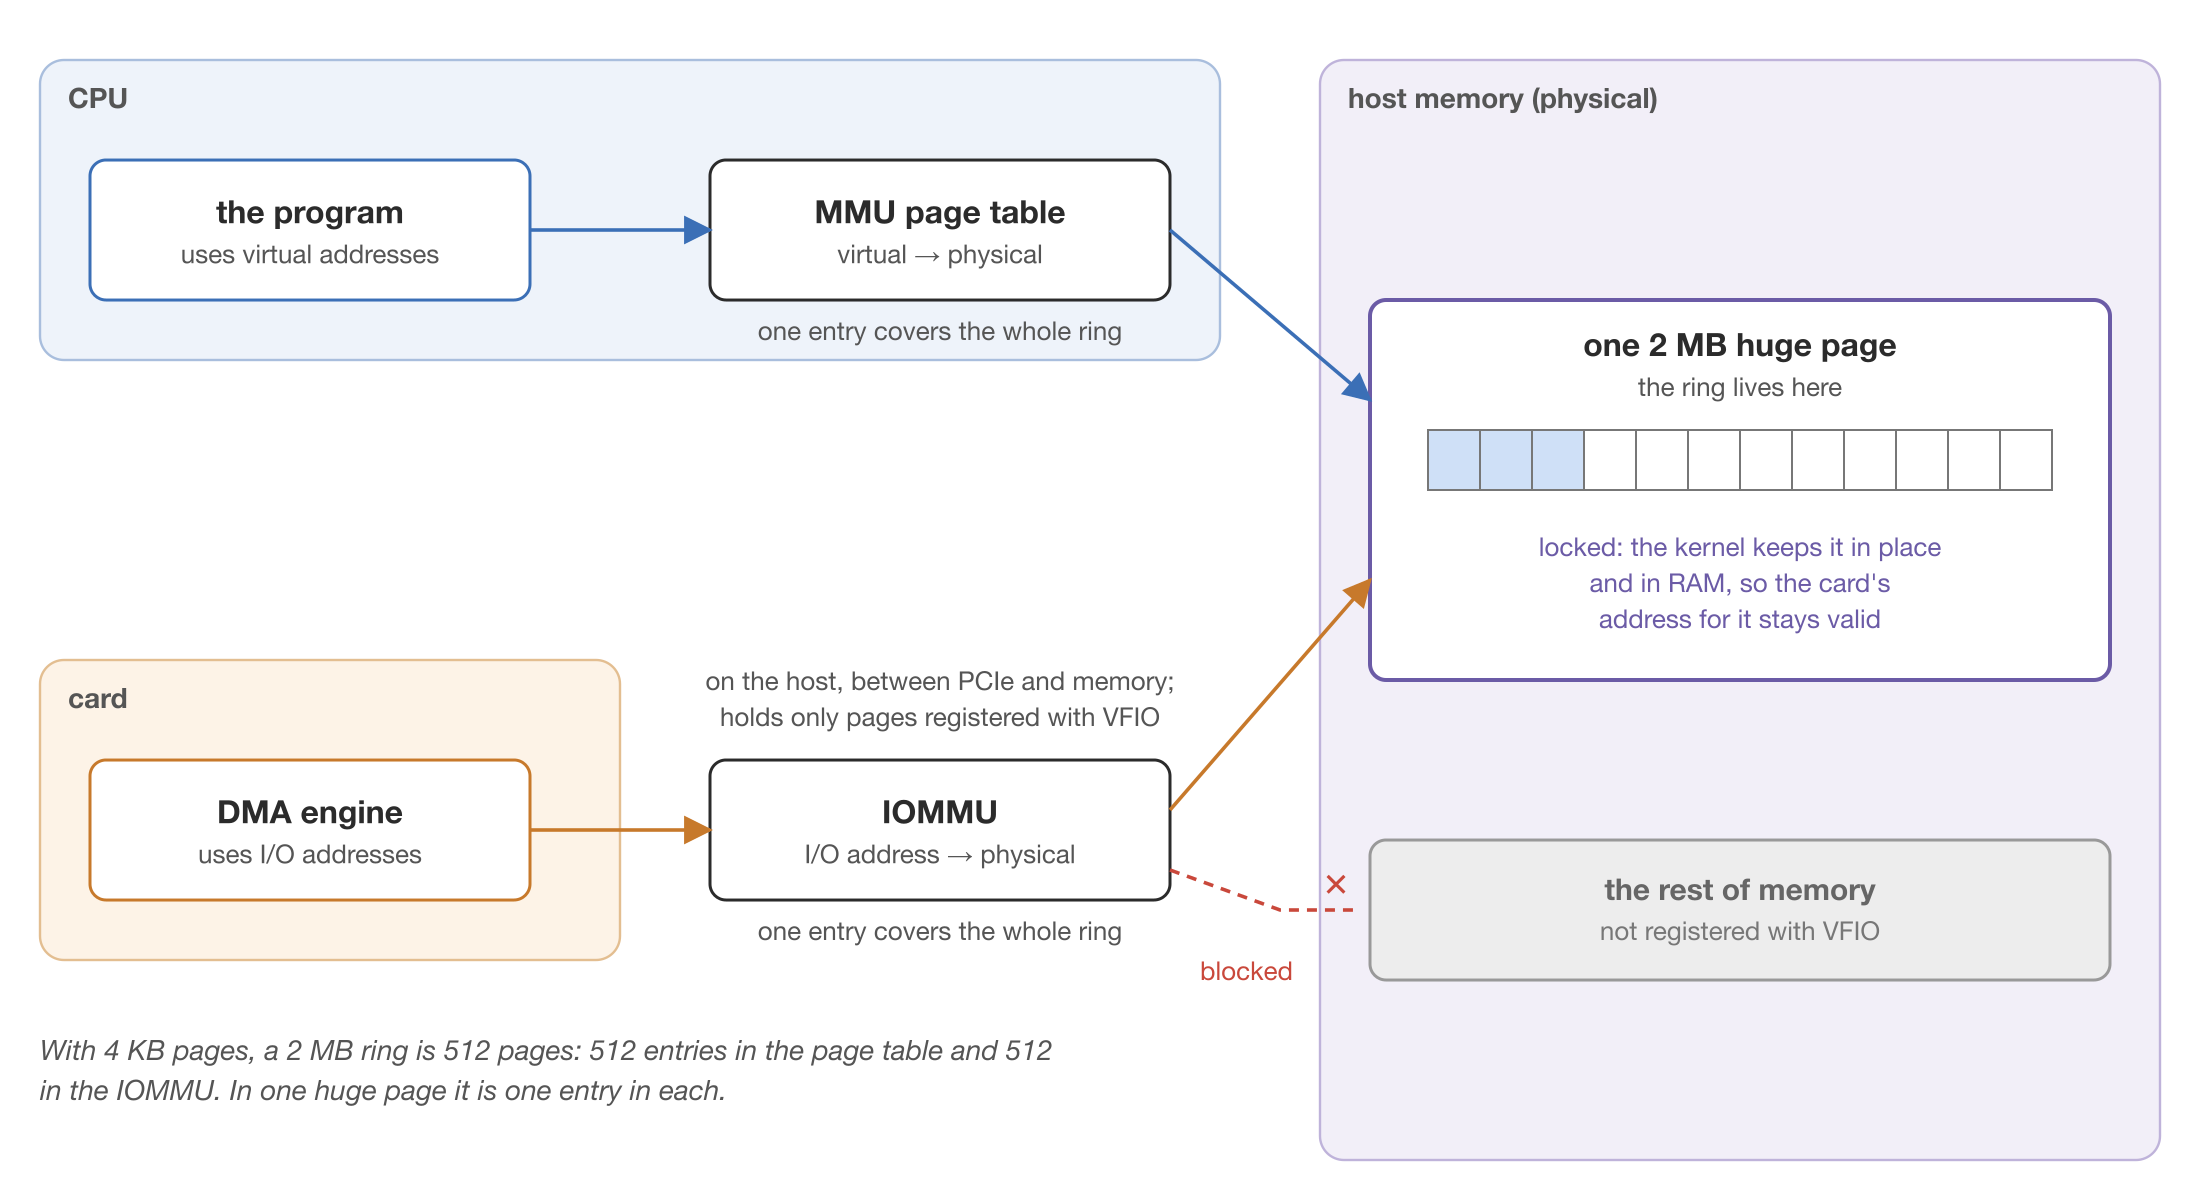 CPU
the program
uses virtual addresses
MMU page table
virtual → physical
one entry covers the whole ring
host memory (physical)
one 2 MB huge page
the ring lives here
locked: the kernel keeps it in place
and in RAM, so the card's
address for it stays valid
card
DMA engine
uses I/O addresses
on the host, between PCIe and memory;
holds only pages registered with VFIO
IOMMU
I/O address → physical
one entry covers the whole ring
✕
blocked
the rest of memory
not registered with VFIO
With 4 KB pages, a 2 MB ring is 512 pages: 512 entries in the page table and 512
in the IOMMU. In one huge page it is one entry in each.